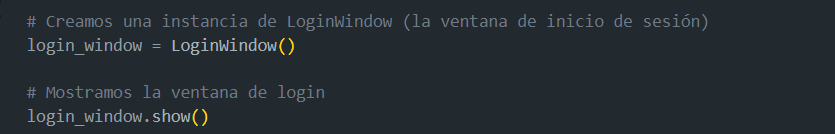 # Creamos una instancia de LoginWindow (la ventana de inicio de sesión)
login_window = LoginWindow()
# Mostramos la ventana de login
login_window.show()